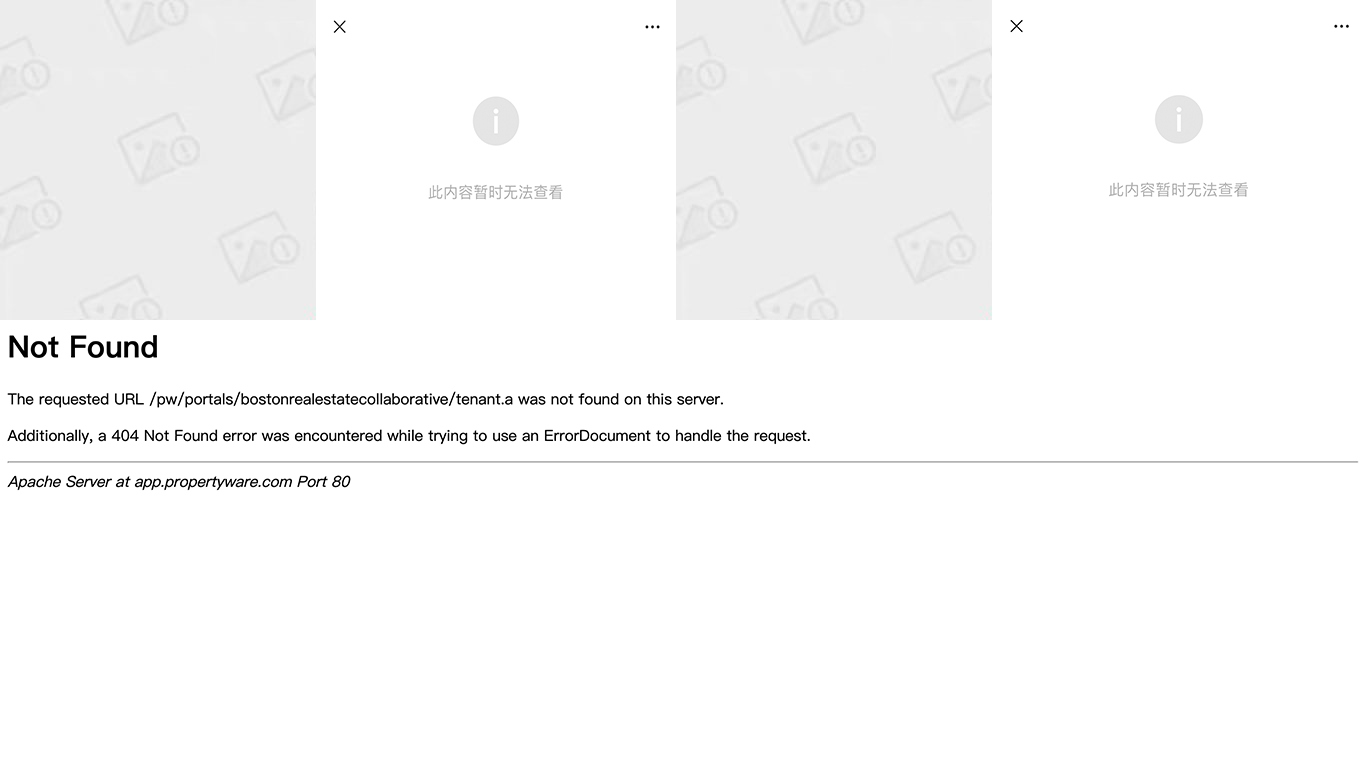 此内容暂时无法查看
此内容暂时无法查看
Not Found
The requested URL /pw/portals/bostonrealestatecollaborative/tenant.a was not found on this server.
Additionally, a 404 Not Found error was encountered while trying to use an ErrorDocument to handle the request.
Apache Server at app.propertyware.com Port 80